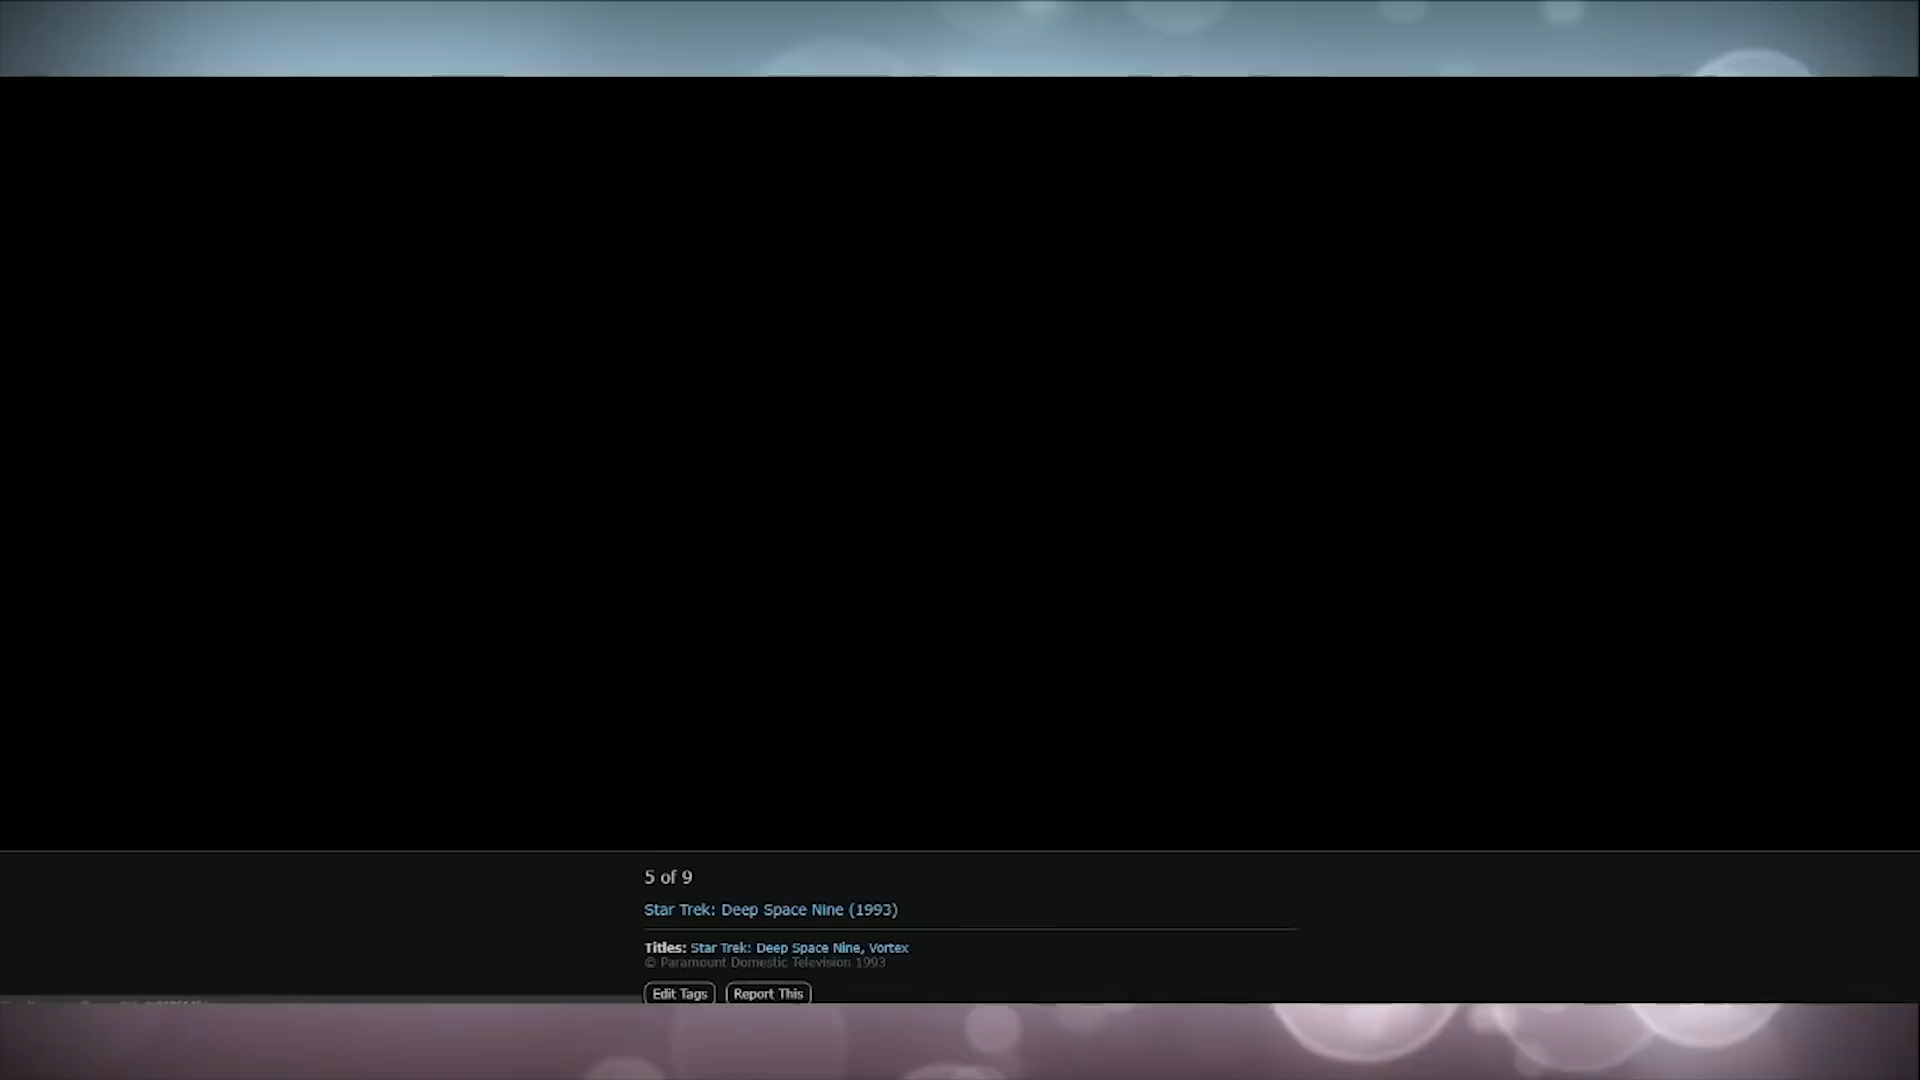 5 of 9
Star Trek: Deep Space Nine (1993)
Titles: Star Trek: Deep Space Nine, Vortex
© Paramount Domestic Television 1993
Edit Tags Report This